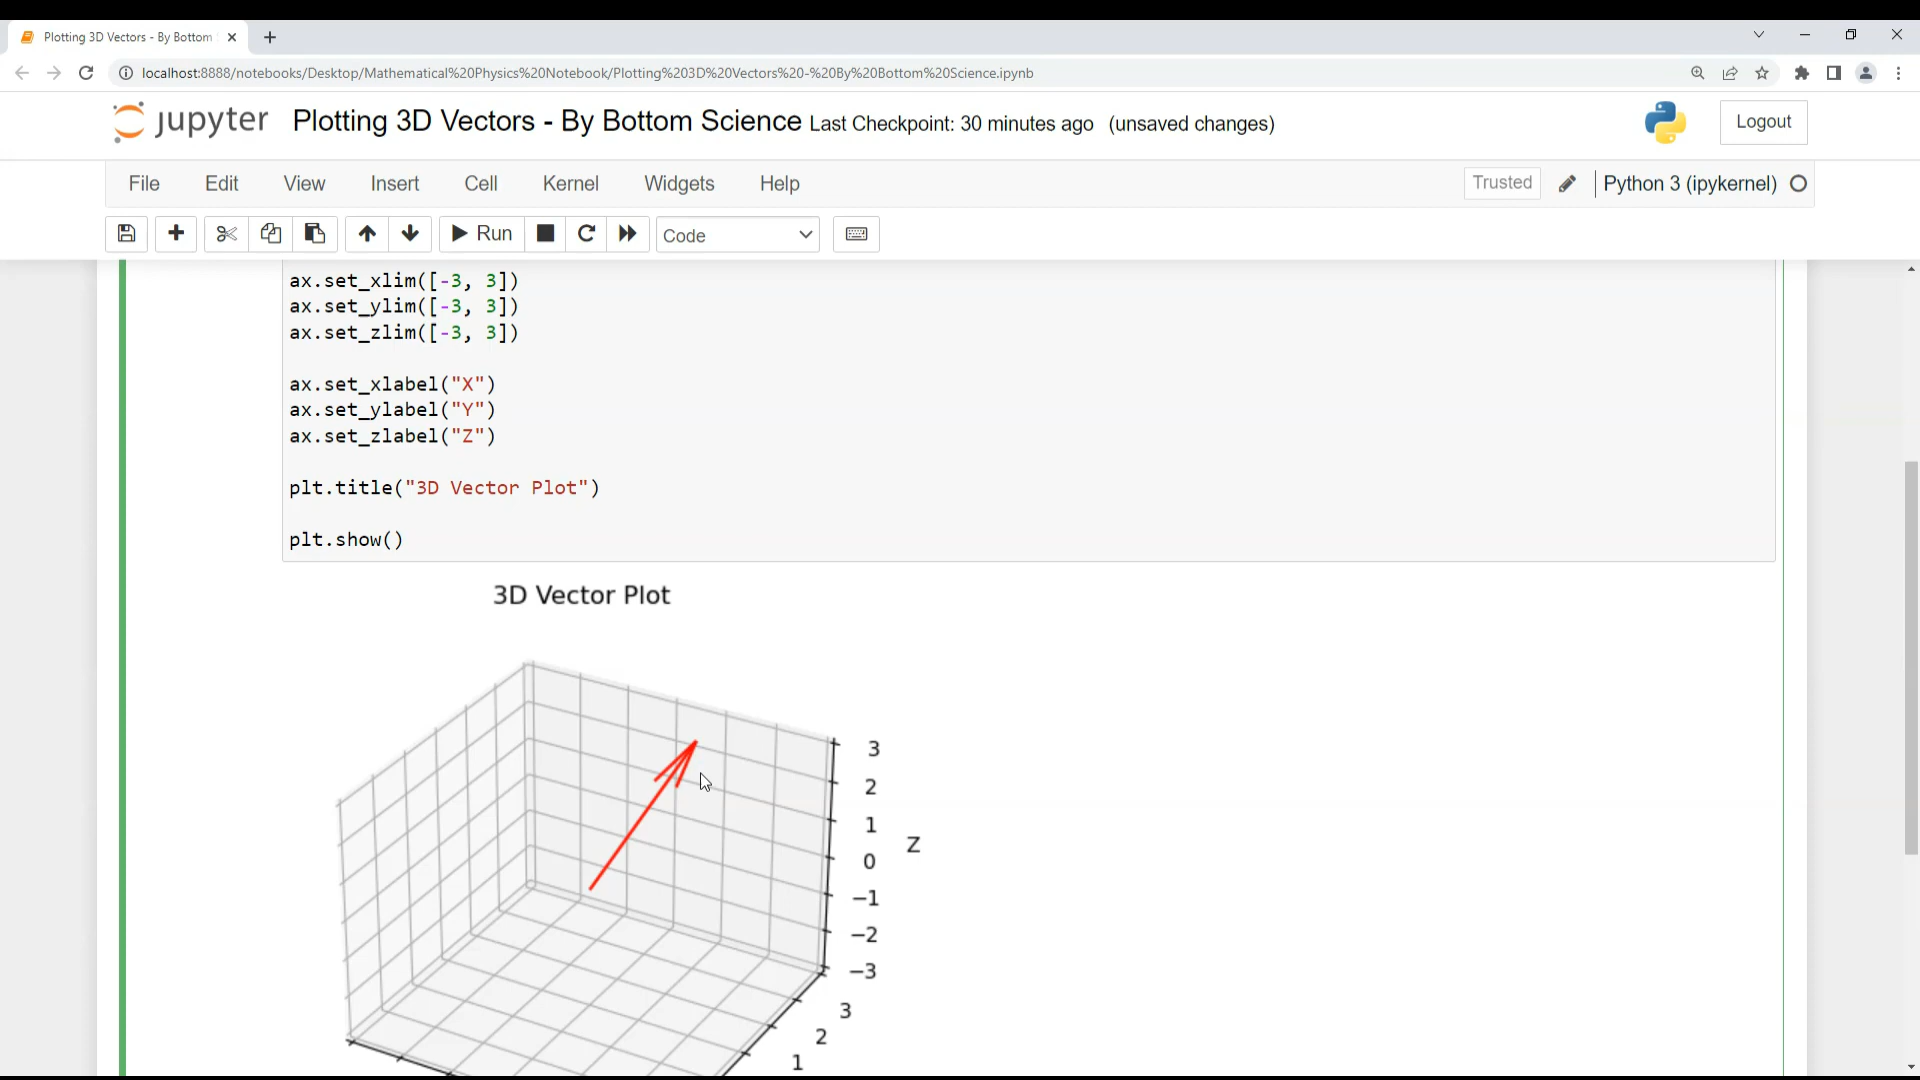 Plotting 3D Vectors - By Bottom
localhost:8888/notebooks/Desktop/Mathematical%20Physics%20Notebook/Plotting%203D%20Vectors%20-%20By%20Bottom%20Science.ipynb
jupyter Plotting 3D Vectors - By Bottom Science Last Checkpoint: 30 minutes ago (unsaved changes) Logout
File Edit View Insert Cell Kernel Widgets Help Trusted Python 3 (ipykernel)
Run Code
ax.set_xlim([-3, 3])
ax.set_ylim([-3, 3])
ax.set_zlim([-3, 3])
ax.set_xlabel("X")
ax.set_ylabel("Y")
ax.set_zlabel("Z")
plt.title("3D Vector Plot")
plt.show()
3D Vector Plot
3
2
1
Z
0
−1
−2
−3
3
2
1